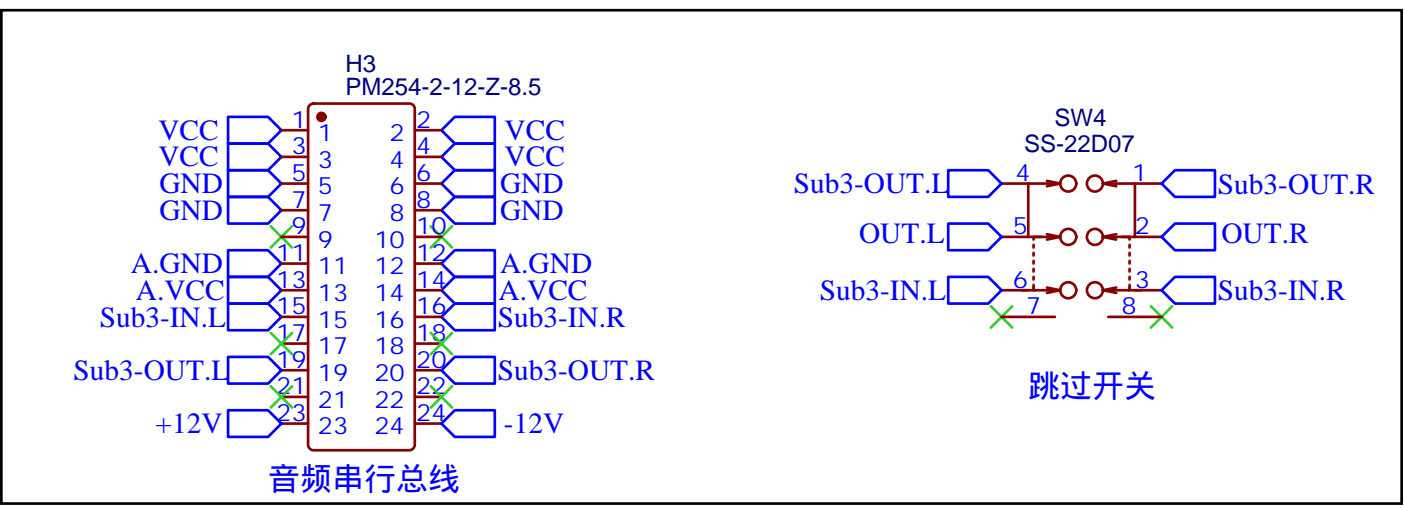 H3
PM254-2-12-Z-8.5
VCC 1 1 2 2 VCC
VCC 3 3 4 4 VCC
GND 5 5 6 6 GND
GND 7 7 8 8 GND
9 9 10 10
A.GND 11 11 12 12 A.GND
A.VCC 13 13 14 14 A.VCC
Sub3-IN.L 15 15 16 16 Sub3-IN.R
17 17 18 18
Sub3-OUT.L 19 19 20 20 Sub3-OUT.R
21 21 22 22
+12V 23 23 24 24 -12V
音频串行总线
SW4
SS-22D07
Sub3-OUT.L 4 1 Sub3-OUT.R
OUT.L 5 2 OUT.R
Sub3-IN.L 6 3 Sub3-IN.R
7 8
跳过开关